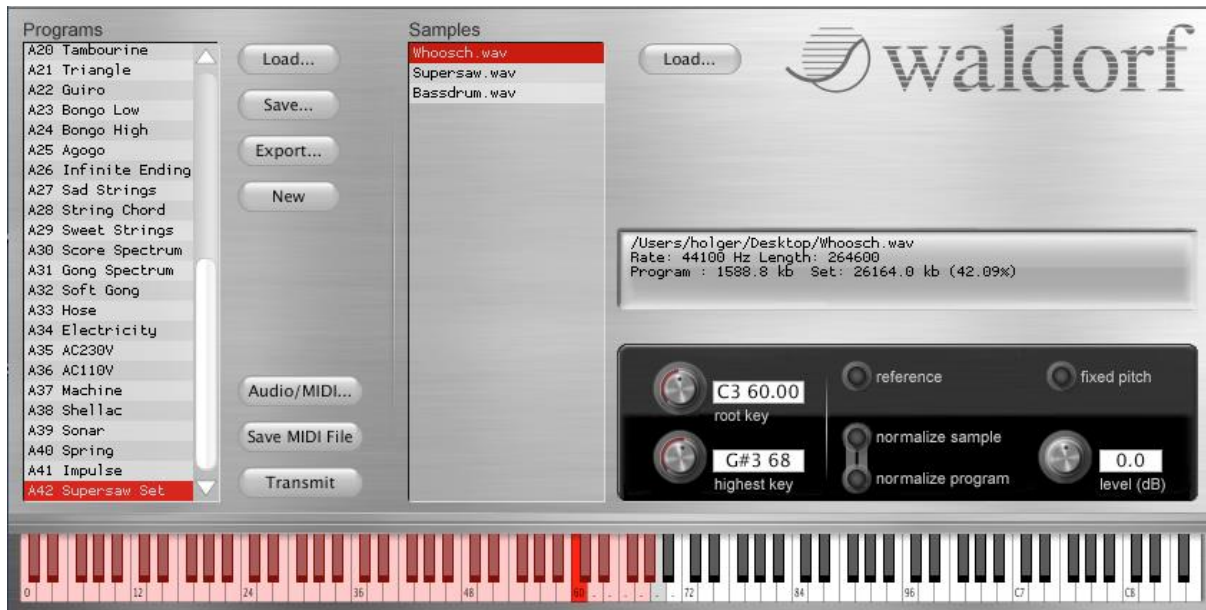 Programs
A20 Tambourine
A21 Triangle
A22 Guiro
A23 Bongo Low
A24 Bongo High
A25 Agogo
A26 Infinite Ending
A27 Sad Strings
A28 String Chord
A29 Sweet Strings
A30 Score Spectrum
A31 Gong Spectrum
A32 Soft Gong
A33 Hose
A34 Electricity
A35 AC230V
A36 AC110V
A37 Machine
A38 Shellac
A39 Sonar
A40 Spring
A41 Impulse
A42 Supersaw Set
Load...
Save...
Export...
New
Audio/MIDI...
Save MIDI File
Transmit
Samples
Whoosch.wav
Supersaw.wav
Bassdrum.wav
Load...
waldorf
/Users/holger/Desktop/Whoosch.wav
Rate: 44100 Hz Length: 264600
Program : 1588.8 kb Set: 26164.0 kb (42.09%)
C3 60.00
root key
G#3 68
highest key
reference
normalize sample
normalize program
fixed pitch
0.0
level (dB)
0 12 24 36 48 60 72 84 96 C7 C8